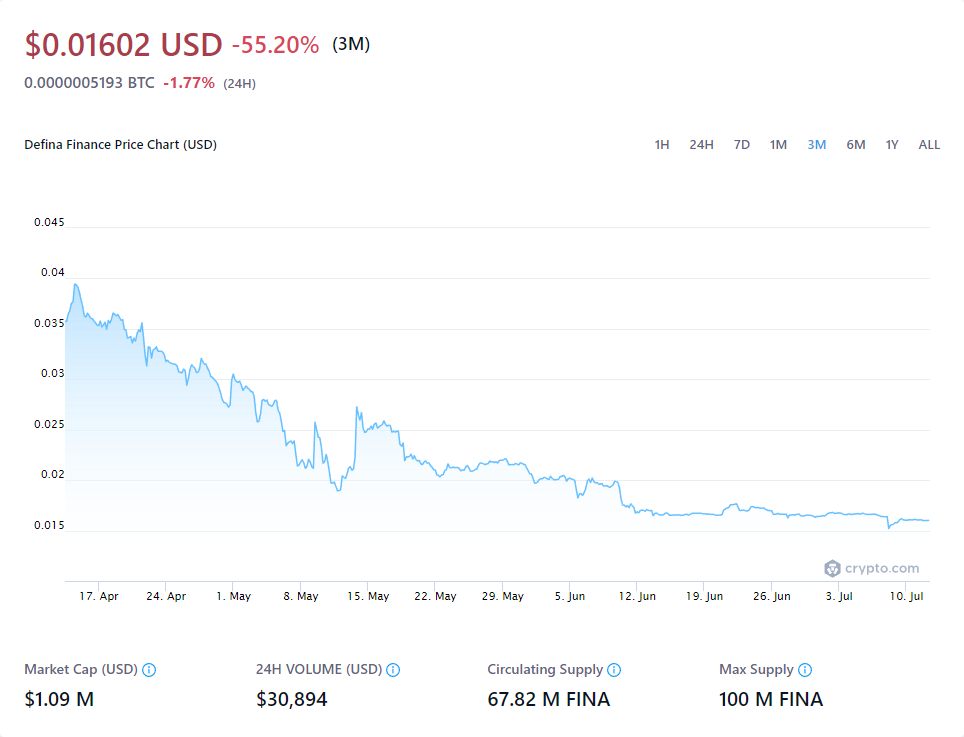 $0.01602 USD -55.20% (3M)
0.0000005193 BTC -1.77% (24H)
Defina Finance Price Chart (USD) 1H 24H 7D 1M 3M 6M 1Y ALL
0.045
0.04
0.035
0.03
0.025
0.02
0.015
crypto.com
17. Apr 24. Apr 1. May 8. May 15. May 22. May 29. May 5. Jun 12. Jun 19. Jun 26. Jun 3. Jul 10. Jul
Market Cap (USD) 24H VOLUME (USD) Circulating Supply Max Supply
$1.09 M $30,894 67.82 M FINA 100 M FINA